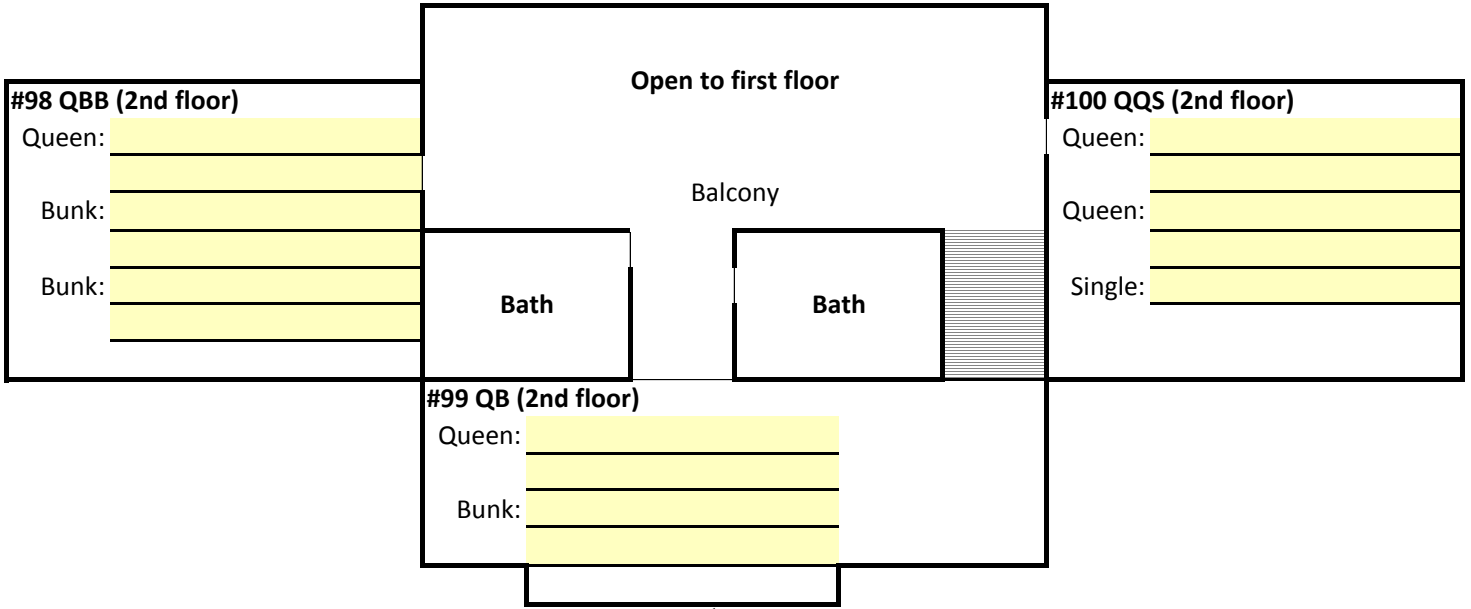 Open to first floor
#98 QBB (2nd floor)
Queen:
Bunk:
Bunk:
Balcony
Bath
Bath
#100 QQS (2nd floor)
Queen:
Queen:
Single:
#99 QB (2nd floor)
Queen:
Bunk: